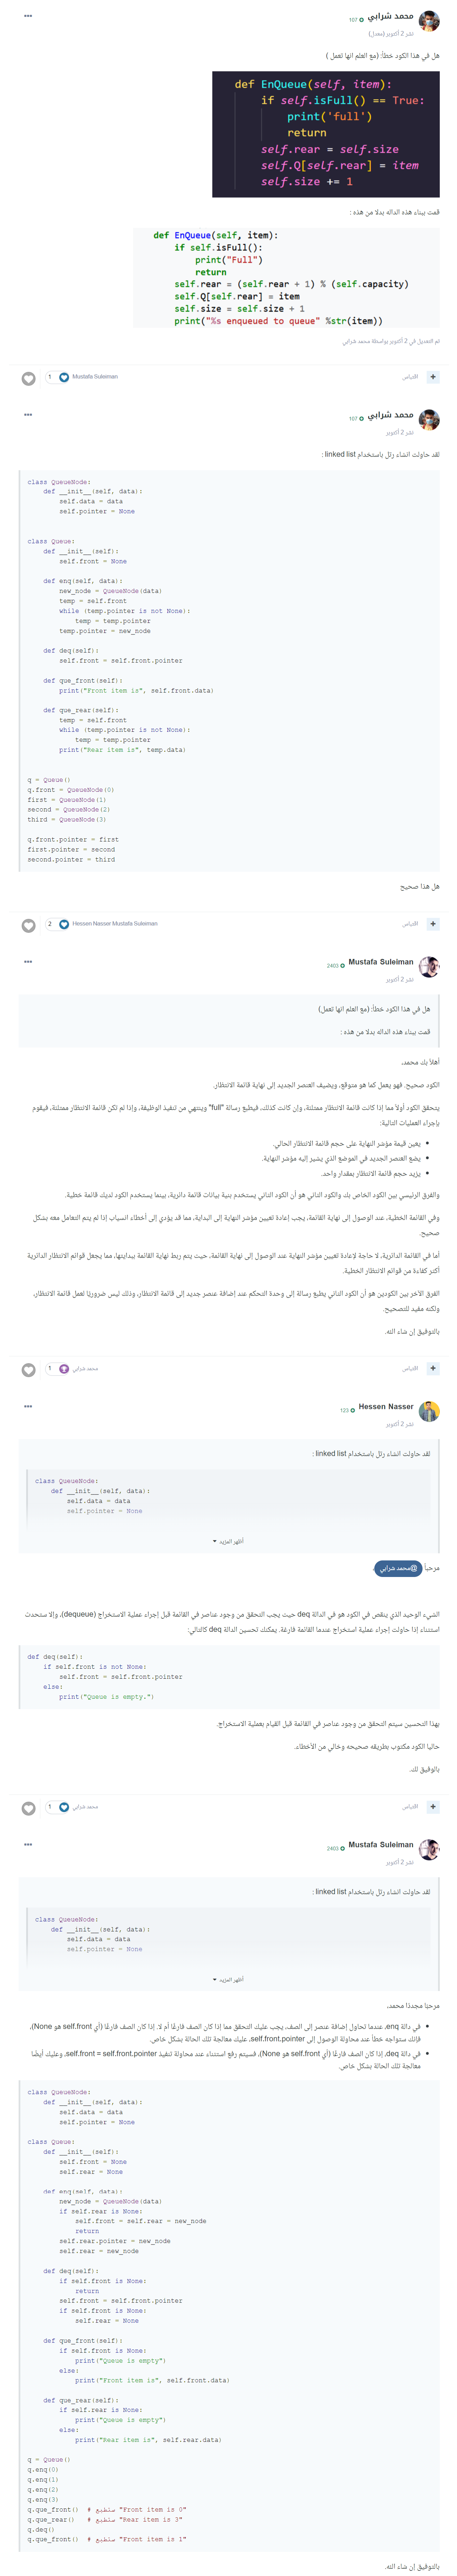 محمد شرابي
107
نشر 2 أكتوبر (معدل)
هل في هذا الكود خطأ: (مع العلم انها تعمل )
def EnQueue(self, item):
if self.isFull() == True:
print('full')
return
self.rear = self.size
self.Q[self.rear] = item
self.size += 1
قمت ببناء هذه الداله بدلا من هذه :
def EnQueue(self, item):
if self.isFull():
print("Full")
return
self.rear = (self.rear + 1) % (self.capacity)
self.Q[self.rear] = item
self.size = self.size + 1
print("%s enqueued to queue" %str(item))
تم التعديل في 2 أكتوبر بواسطة محمد شرابي
اقتباس
1 Mustafa Suleiman
محمد شرابي
107
نشر 2 أكتوبر
لقد حاولت انشاء رتل باستخدام linked list :
class QueueNode:
def __init__(self, data):
self.data = data
self.pointer = None
class Queue:
def __init__(self):
self.front = None
def enq(self, data):
new_node = QueueNode(data)
temp = self.front
while (temp.pointer is not None):
temp = temp.pointer
temp.pointer = new_node
def deq(self):
self.front = self.front.pointer
def que_front(self):
print("Front item is", self.front.data)
def que_rear(self):
temp = self.front
while (temp.pointer is not None):
temp = temp.pointer
print("Rear item is", temp.data)
q = Queue()
q.front = QueueNode(0)
first = QueueNode(1)
second = QueueNode(2)
third = QueueNode(3)
q.front.pointer = first
first.pointer = second
second.pointer = third
هل هذا صحيح
اقتباس
2 Hessen Nasser Mustafa Suleiman
Mustafa Suleiman
2403
نشر 2 أكتوبر
هل في هذا الكود خطأ: (مع العلم انها تعمل)
قمت ببناء هذه الداله بدلا من هذه :
أهلاً بك محمد،
الكود صحيح. فهو يعمل كما هو متوقع، ويضيف العنصر الجديد إلى نهاية قائمة الانتظار.
يتحقق الكود أولاً مما إذا كانت قائمة الانتظار ممتلئة، وإن كانت كذلك، فيطبع رسالة "full" وينتهي من تنفيذ الوظيفة، وإذا لم تكن قائمة الانتظار ممتلئة، فيقوم
بإجراء العمليات التالية:
يعين قيمة مؤشر النهاية على حجم قائمة الانتظار الحالي.
يضع العنصر الجديد في الموضع الذي يشير إليه مؤشر النهاية.
يزيد حجم قائمة الانتظار بمقدار واحد.
والفرق الرئيسي بين الكود الخاص بك والكود الثاني هو أن الكود الثاني يستخدم بنية بيانات قائمة دائرية، بينما يستخدم الكود لديك قائمة خطية.
وفي القائمة الخطية، عند الوصول إلى نهاية القائمة، يجب إعادة تعيين مؤشر النهاية إلى البداية، مما قد يؤدي إلى أخطاء انسياب إذا لم يتم التعامل معه بشكل
صحيح.
أما في القائمة الدائرية، لا حاجة لإعادة تعيين مؤشر النهاية عند الوصول إلى نهاية القائمة، حيث يتم ربط نهاية القائمة ببدايتها، مما يجعل قوائم الانتظار الدائرية
أكثر كفاءة من قوائم الانتظار الخطية.
الفرق الآخر بين الكودين هو أن الكود الثاني يطبع رسالة إلى وحدة التحكم عند إضافة عنصر جديد إلى قائمة الانتظار، وذلك ليس ضروريًا لعمل قائمة الانتظار،
ولكنه مفيد للتصحيح.
بالتوفيق إن شاء الله.
اقتباس
1 محمد شرابي
Hessen Nasser
123
نشر 2 أكتوبر
لقد حاولت انشاء رتل باستخدام linked list :
class QueueNode:
def __init__(self, data):
self.data = data
self.pointer = None
أظهر المزيد
مرحباً @محمد شرابي،
الشيء الوحيد الذي ينقص في الكود هو في الدالة deq حيث يجب التحقق من وجود عناصر في القائمة قبل إجراء عملية الاستخراج (dequeue)، وإلا ستحدث
استثناء إذا حاولت إجراء عملية استخراج عندما القائمة فارغة. يمكنك تحسين الدالة deq كالتالي:
def deq(self):
if self.front is not None:
self.front = self.front.pointer
else:
print("Queue is empty.")
بهذا التحسين سيتم التحقق من وجود عناصر في القائمة قبل القيام بعملية الاستخراج.
حاليا الكود مكتوب بطريقه صحيحه وخالي من الأخطاء.
بالوفيق لك.
اقتباس
1 محمد شرابي
Mustafa Suleiman
2403
نشر 2 أكتوبر
لقد حاولت انشاء رتل باستخدام linked list :
class QueueNode:
def __init__(self, data):
self.data = data
self.pointer = None
أظهر المزيد
مرحبًا مجددًا محمد،
في دالة enq، عندما تحاول إضافة عنصر إلى الصف، يجب عليك التحقق مما إذا كان الصف فارغًا أم لا. إذا كان الصف فارغًا (أي self.front هو None)،
فإنك ستواجه خطأ عند محاولة الوصول إلى self.front.pointer، عليك معالجة تلك الحالة بشكل خاص.
في دالة deq، إذا كان الصف فارغًا (أي self.front هو None)، فسيتم رفع استثناء عند محاولة تنفيذ self.front = self.front.pointer، وعليك أيضًا
معالجة تلك الحالة بشكل خاص.
class QueueNode:
def __init__(self, data):
self.data = data
self.pointer = None
class Queue:
def __init__(self):
self.front = None
self.rear = None
def enq(self, data):
new_node = QueueNode(data)
if self.rear is None:
self.front = self.rear = new_node
return
self.rear.pointer = new_node
self.rear = new_node
def deq(self):
if self.front is None:
return
self.front = self.front.pointer
if self.front is None:
self.rear = None
def que_front(self):
if self.front is None:
print("Queue is empty")
else:
print("Front item is", self.front.data)
def que_rear(self):
if self.rear is None:
print("Queue is empty")
else:
print("Rear item is", self.rear.data)
q = Queue()
q.enq(0)
q.enq(1)
q.enq(2)
q.enq(3)
q.que_front() # ستطبع "Front item is 0"
q.que_rear() # ستطبع "Rear item is 3"
q.deq()
q.que_front() # ستطبع "Front item is 1"
بالتوفيق إن شاء الله.